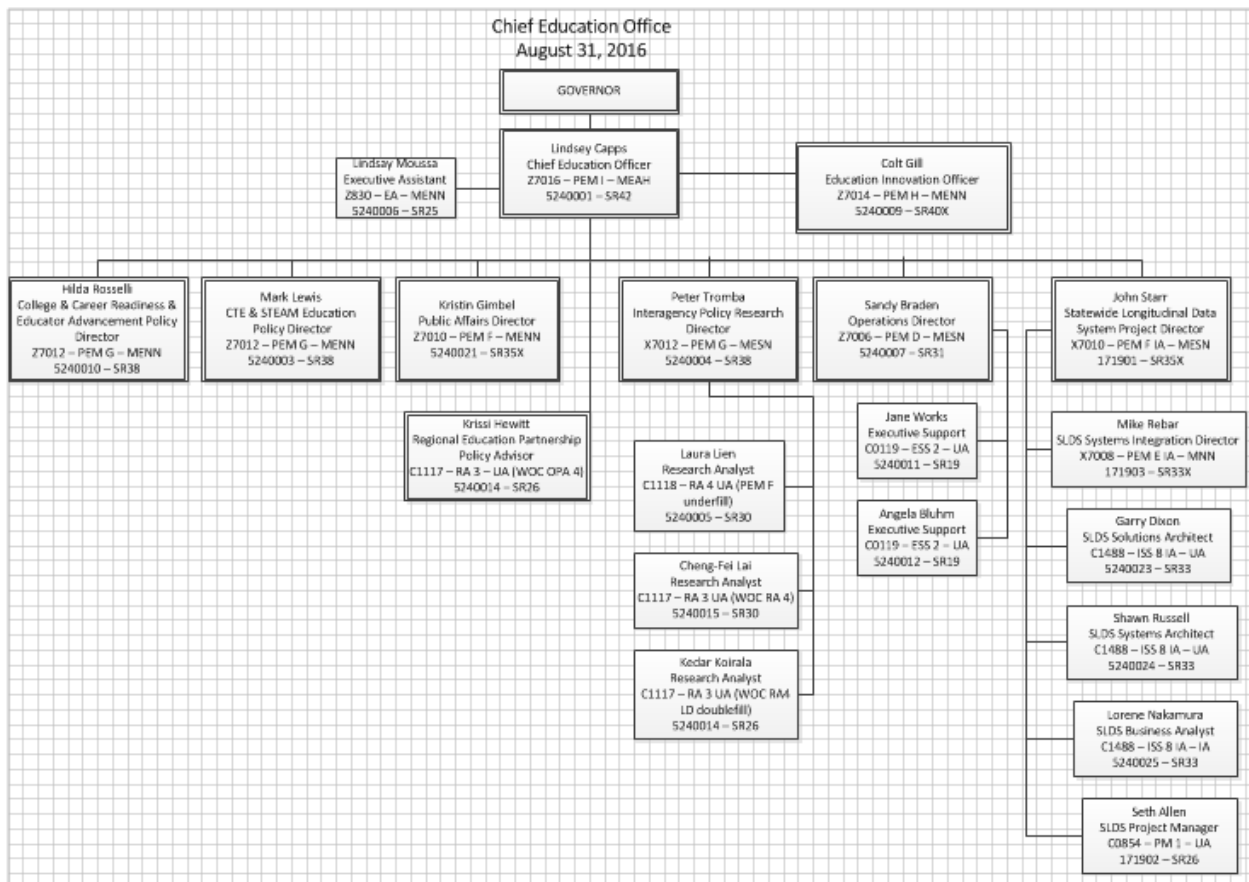 Chief Education Office
August 31, 2016
GOVERNOR
Lindsey Capps
Chief Education Officer
Z7016 – PEM I – MEAH
5240001 – SR42
Lindsay Moussa
Executive Assistant
Z830 – EA – MENN
5240006 – SR25
Colt Gill
Education Innovation Officer
Z7014 – PEM H – MENN
5240009 – SR40X
Hilda Rosselli
College & Career Readiness &
Educator Advancement Policy
Director
Z7012 – PEM G – MENN
5240010 – SR38
Mark Lewis
CTE & STEAM Education
Policy Director
Z7012 – PEM G – MENN
5240003 – SR38
Kristin Gimbel
Public Affairs Director
Z7010 – PEM F – MENN
5240021 – SR35X
Peter Tromba
Interagency Policy Research
Director
X7012 – PEM G – MESN
5240004 – SR38
Sandy Braden
Operations Director
Z7006 – PEM D – MESN
5240007 – SR31
John Starr
Statewide Longitudinal Data
System Project Director
X7010 – PEM F IA – MESN
171901 – SR35X
Krissi Hewitt
Regional Education Partnership
Policy Advisor
C1117 – RA 3 – UA (WOC OPA 4)
5240014 – SR26
Laura Lien
Research Analyst
C1118 – RA 4 UA (PEM F
underfill)
5240005 – SR30
Cheng-Fei Lai
Research Analyst
C1117 – RA 3 UA (WOC RA 4)
5240015 – SR30
Kedar Koirala
Research Analyst
C1117 – RA 3 UA (WOC RA4
LD doublefill)
5240014 – SR26
Jane Works
Executive Support
C0119 – ESS 2 – UA
5240011 – SR19
Angela Bluhm
Executive Support
C0119 – ESS 2 – UA
5240012 – SR19
Mike Rebar
SLDS Systems Integration Director
X7008 – PEM E IA – MNN
171903 – SR33X
Garry Dixon
SLDS Solutions Architect
C1488 – ISS 8 IA – UA
5240023 – SR33
Shawn Russell
SLDS Systems Architect
C1488 – ISS 8 IA – UA
5240024 – SR33
Lorene Nakamura
SLDS Business Analyst
C1488 – ISS 8 IA – IA
5240025 – SR33
Seth Allen
SLDS Project Manager
C0854 – PM 1 – UA
171902 – SR26